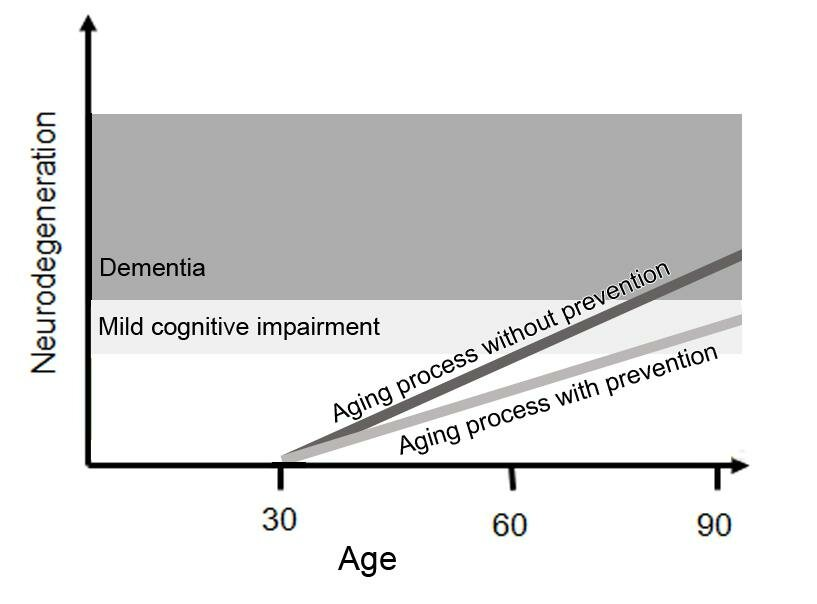 Neurodegeneration
Dementia
Mild cognitive impairment
Aging process without prevention
Aging process with prevention
30
60
90
Age